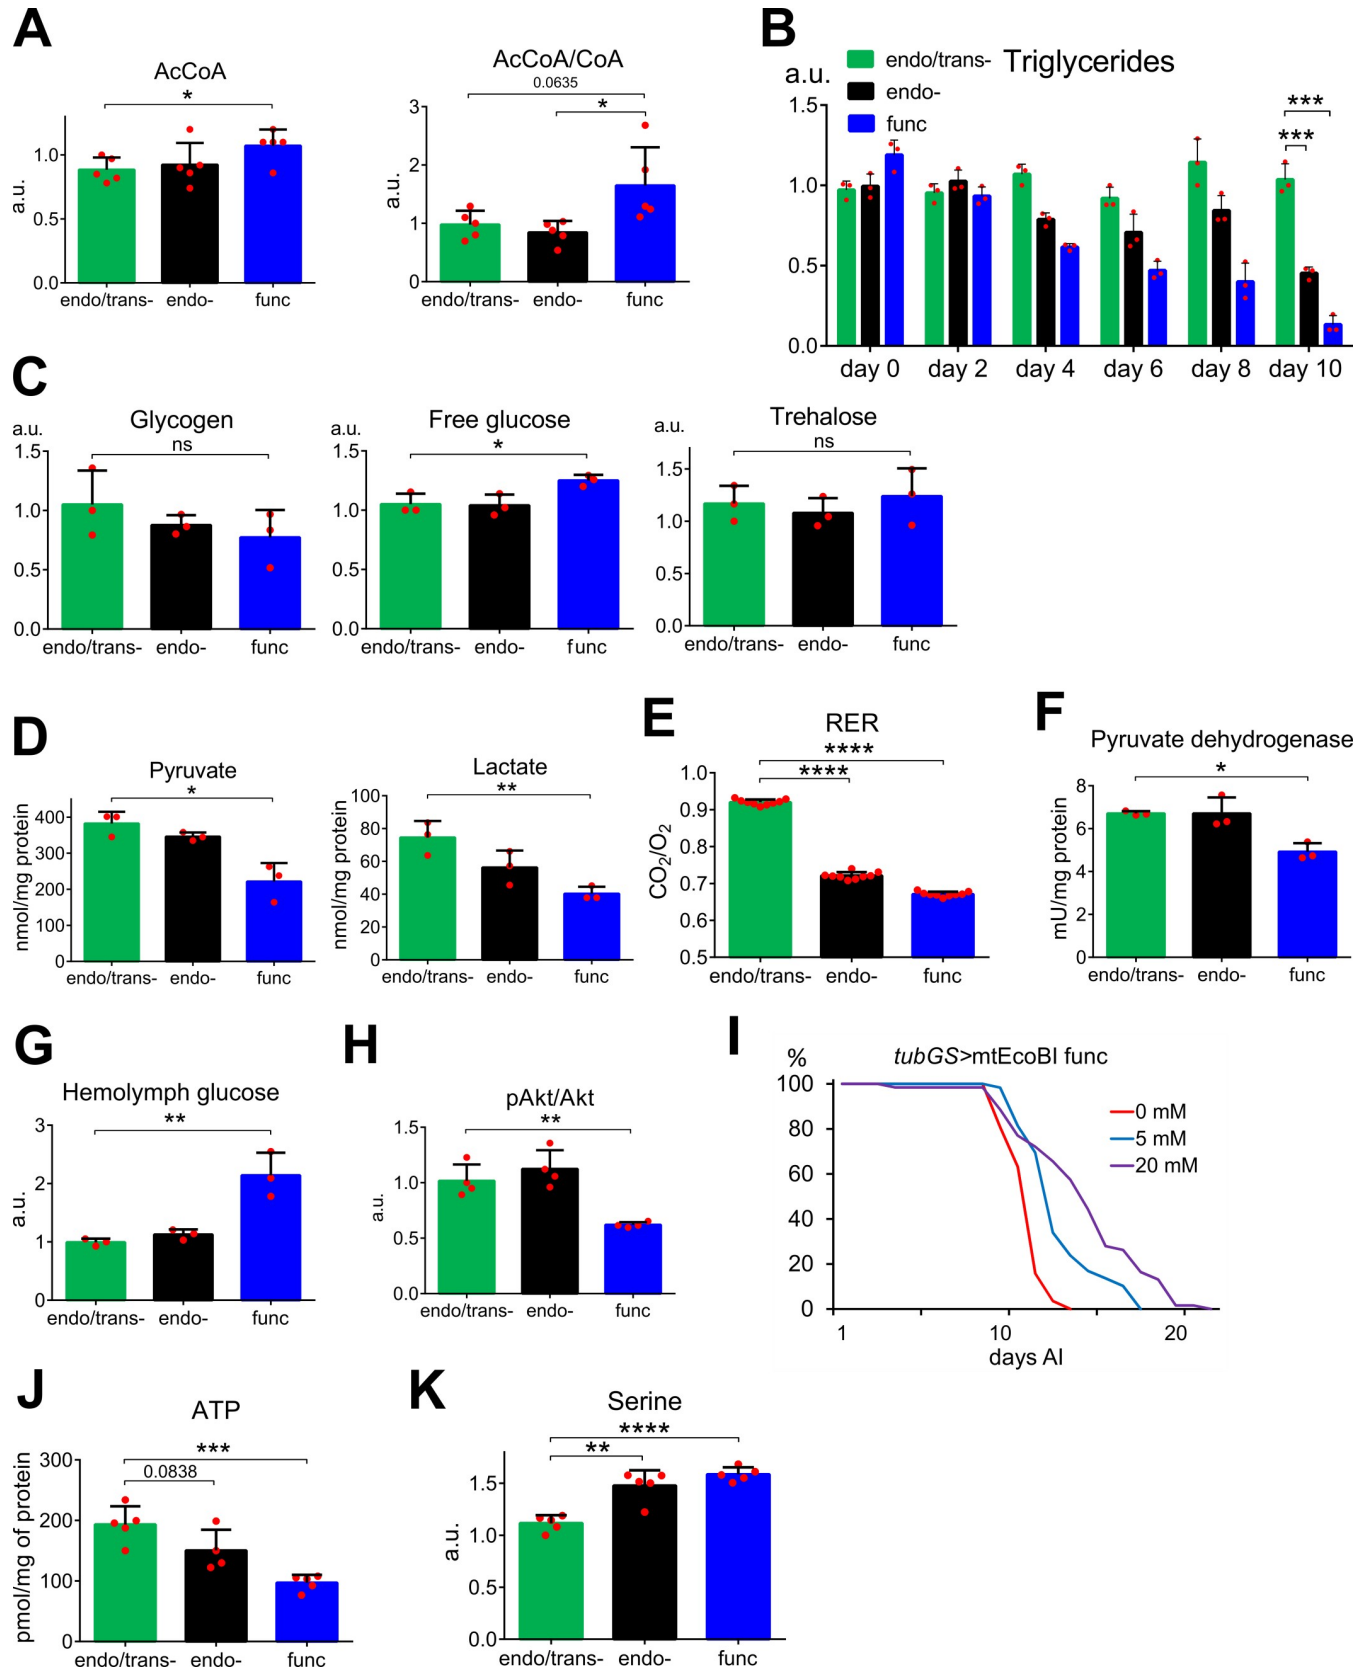 A
AcCoA
*
a.u.
1.0
0.5
0.0
endo/trans- endo- func
AcCoA/CoA
0.0635
*
a.u.
3
2
1
0
endo/trans- endo- func
B
endo/trans-
endo-
func
Triglycerides
a.u.
1.5
1.0
0.5
0.0
***
***
day 0 day 2 day 4 day 6 day 8 day 10
C
Glycogen
a.u.
ns
1.5
1.0
0.5
0.0
endo/trans- endo- func
Free glucose
a.u.
*
1.5
1.0
0.5
0.0
endo/trans- endo- func
Trehalose
a.u.
ns
1.5
1.0
0.5
0.0
endo/trans- endo- func
D
Pyruvate
*
nmol/mg protein
400
300
200
100
0
endo/trans- endo- func
Lactate
**
nmol/mg protein
100
80
60
40
20
0
endo/trans- endo- func
E
RER
****
****
CO₂/O₂
1.0
0.9
0.8
0.7
0.6
0.5
endo/trans- endo- func
F
Pyruvate dehydrogenase
*
mU/mg protein
8
6
4
2
0
endo/trans- endo- func
G
Hemolymph glucose
**
a.u.
3
2
1
0
endo/trans- endo- func
H
pAkt/Akt
**
a.u.
1.5
1.0
0.5
0.0
endo/trans- endo- func
I
% tubGS>mtEcoBI func
100
80
60
40
20
0
0 mM
5 mM
20 mM
1 10 20
days AI
J
ATP
***
0.0838
pmol/mg of protein
300
200
100
0
endo/trans- endo- func
K
Serine
****
**
a.u.
1.5
1.0
0.5
0.0
endo/trans- endo- func